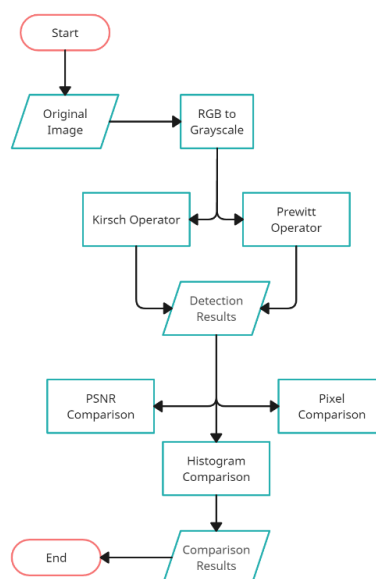 Start
Original
Image
RGB to
Grayscale
Kirsch Operator
Prewitt
Operator
Detection
Results
PSNR
Comparison
Pixel
Comparison
Histogram
Comparison
End
Comparison
Results